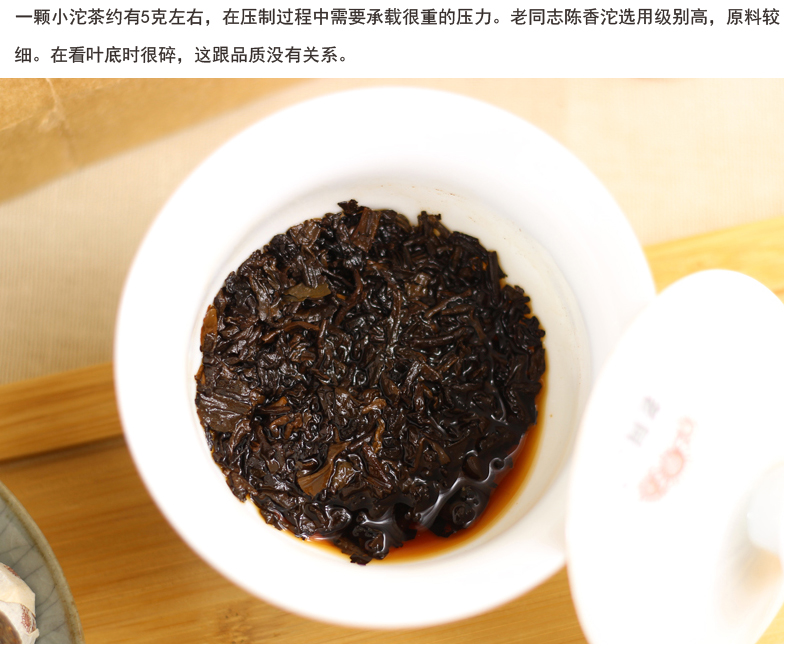 一颗小沱茶约有5克左右，在压制过程中需要承载很重的压力。老同志陈香沱选用级别高，原料较
细。在看叶底时很碎，这跟品质没有关系。